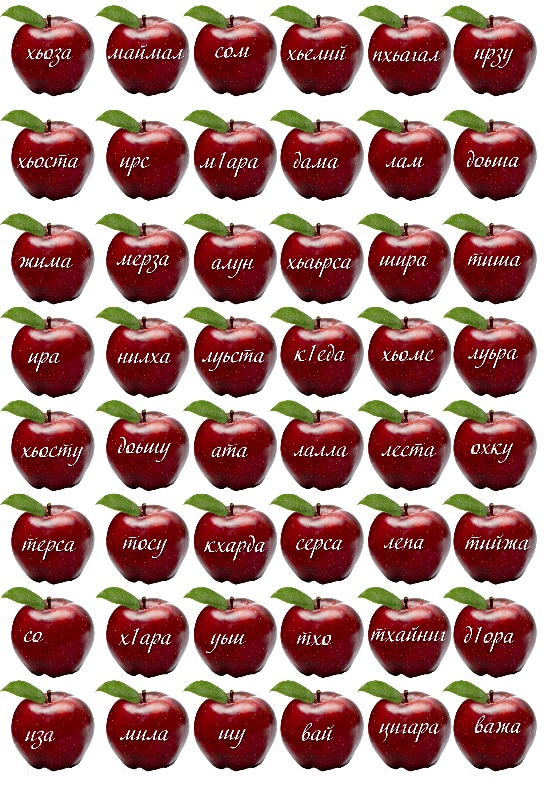 хьоза маймал сом хьелий пхьагал ирзу
хьоста ирс м1ара дама лам доьша
жима мерза алун хьаьрса шира тиша
ира нилха луьста к1еда хьоме луьра
хьосту доьшу ата лалла леста охку
терса тосу кхарда серса лепа тийжа
со х1ара уьш тхо тхайниг д1ора
иза мила шу вай цигара важа